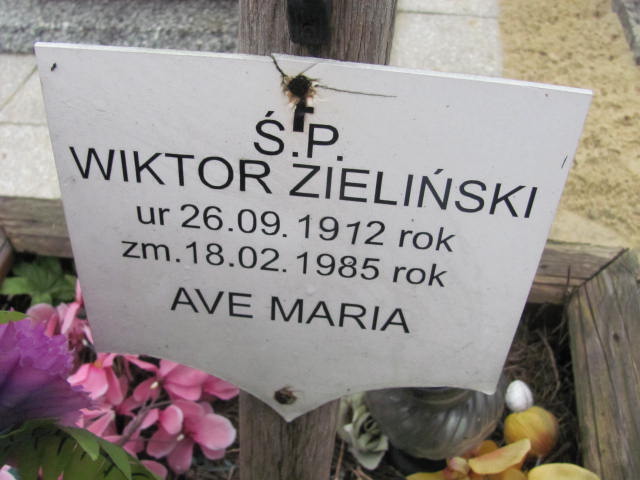 Ś.P.
WIKTOR ZIELIŃSKI
ur 26.09.1912 rok
zm.18.02.1985 rok
AVE MARIA